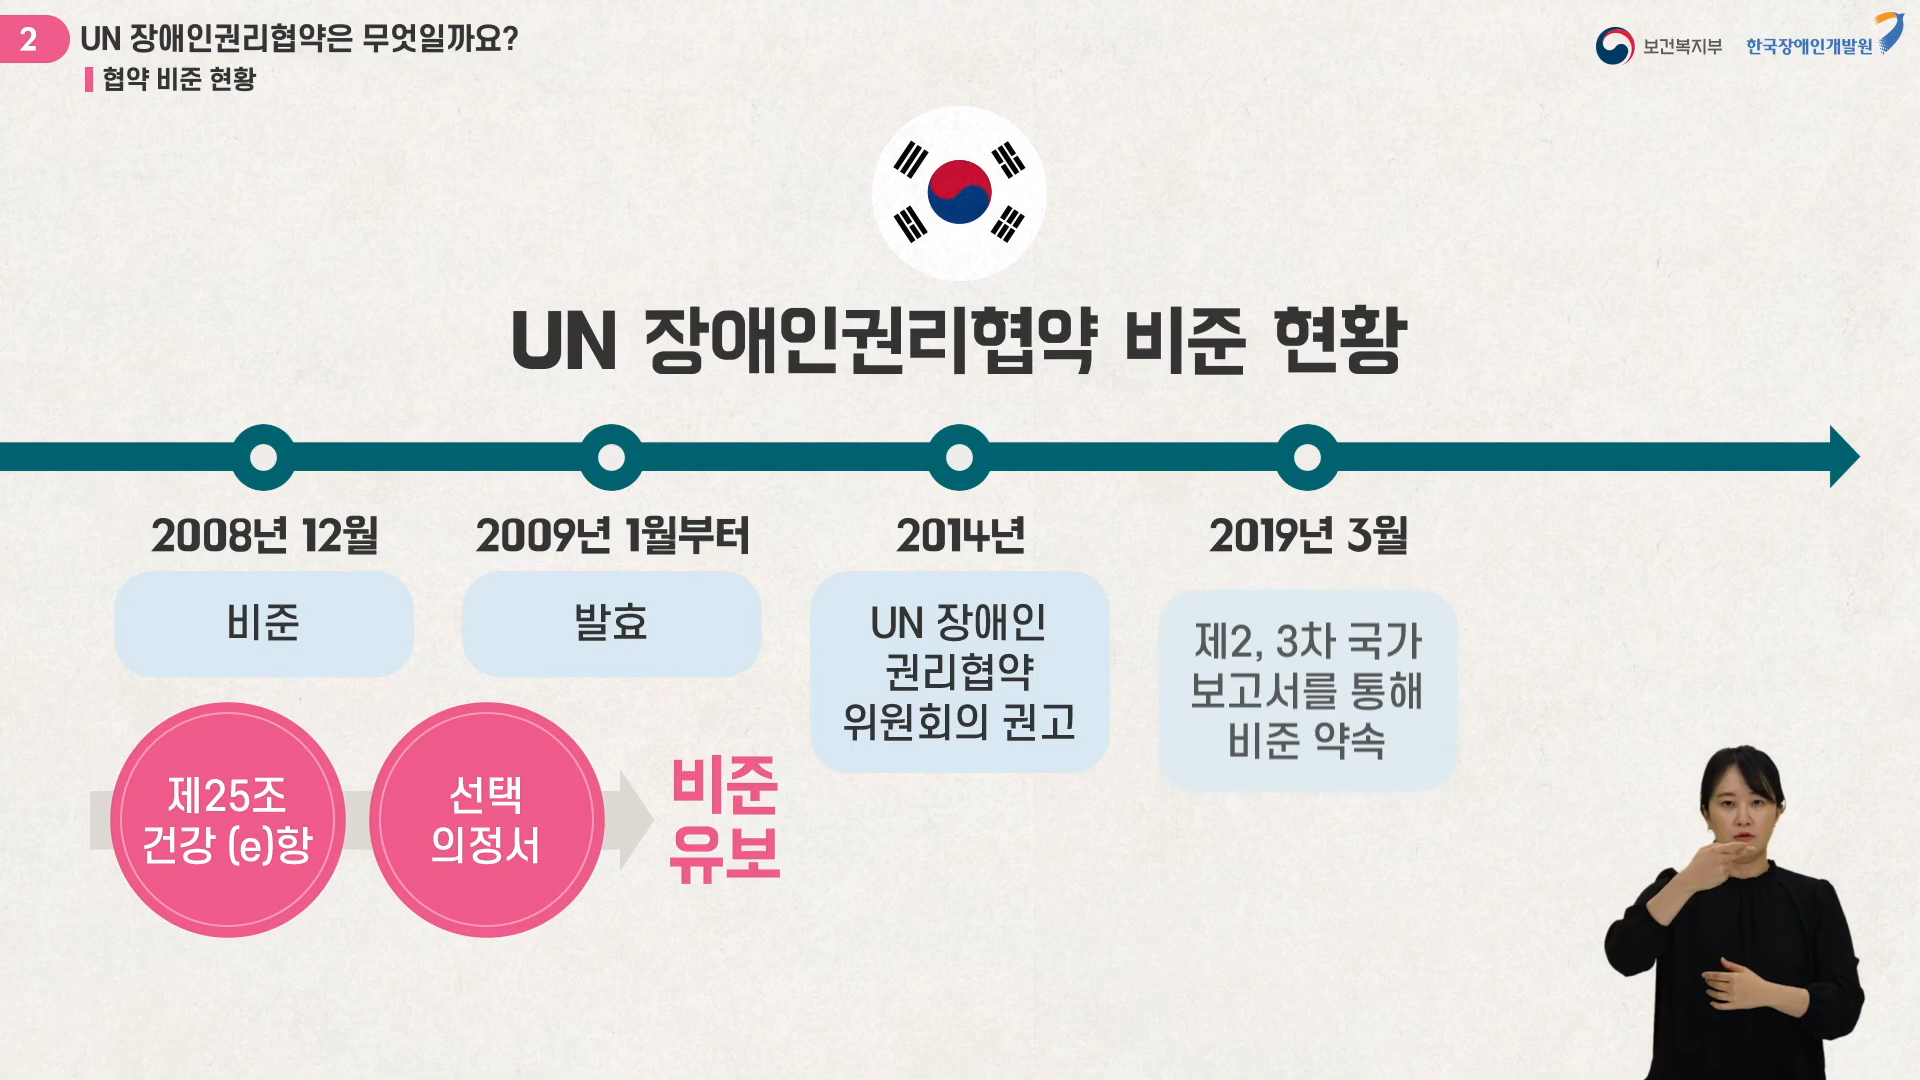 2
UN 장애인권리협약은 무엇일까요?
협약 비준 현황
보건복지부
한국장애인개발원
UN 장애인권리협약 비준 현황
2008년 12월
비준
2009년 1월부터
발효
2014년
UN 장애인
권리협약
위원회의 권고
2019년 3월
제2, 3차 국가
보고서를 통해
비준 약속
제25조
건강 (e)항
선택
의정서
비준
유보